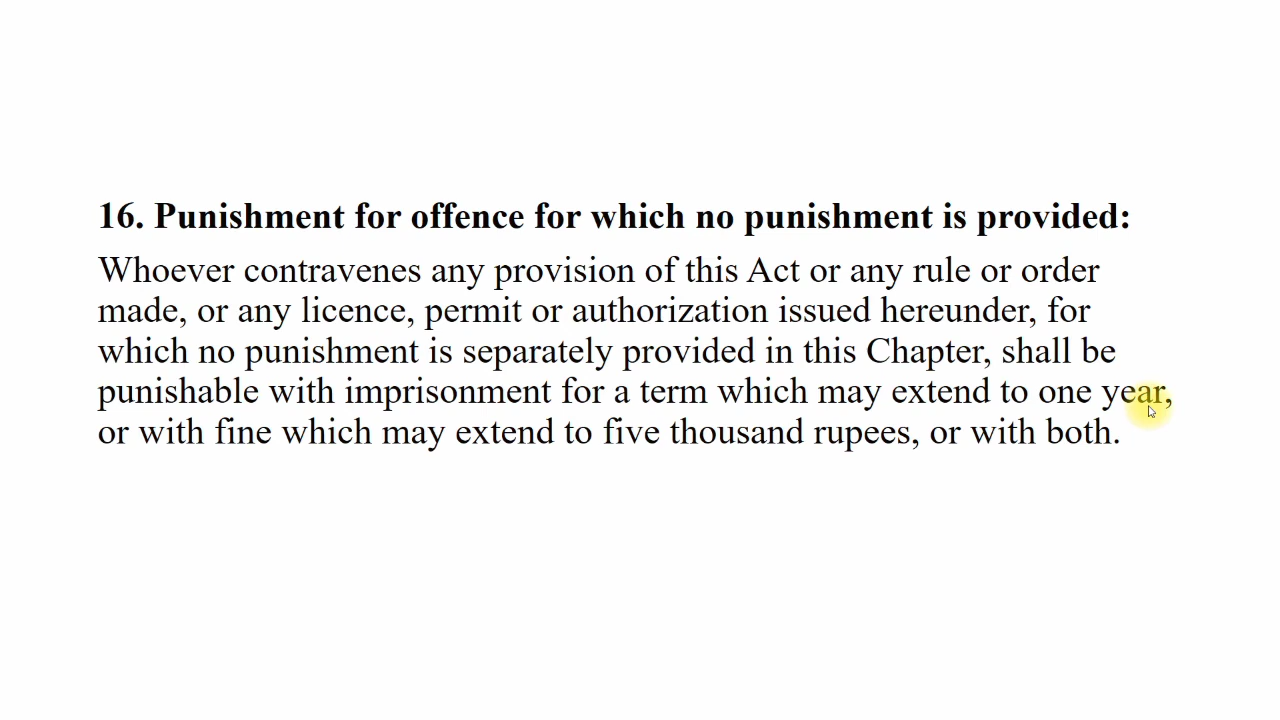 16. Punishment for offence for which no punishment is provided:
Whoever contravenes any provision of this Act or any rule or order
made, or any licence, permit or authorization issued hereunder, for
which no punishment is separately provided in this Chapter, shall be
punishable with imprisonment for a term which may extend to one year,
or with fine which may extend to five thousand rupees, or with both.